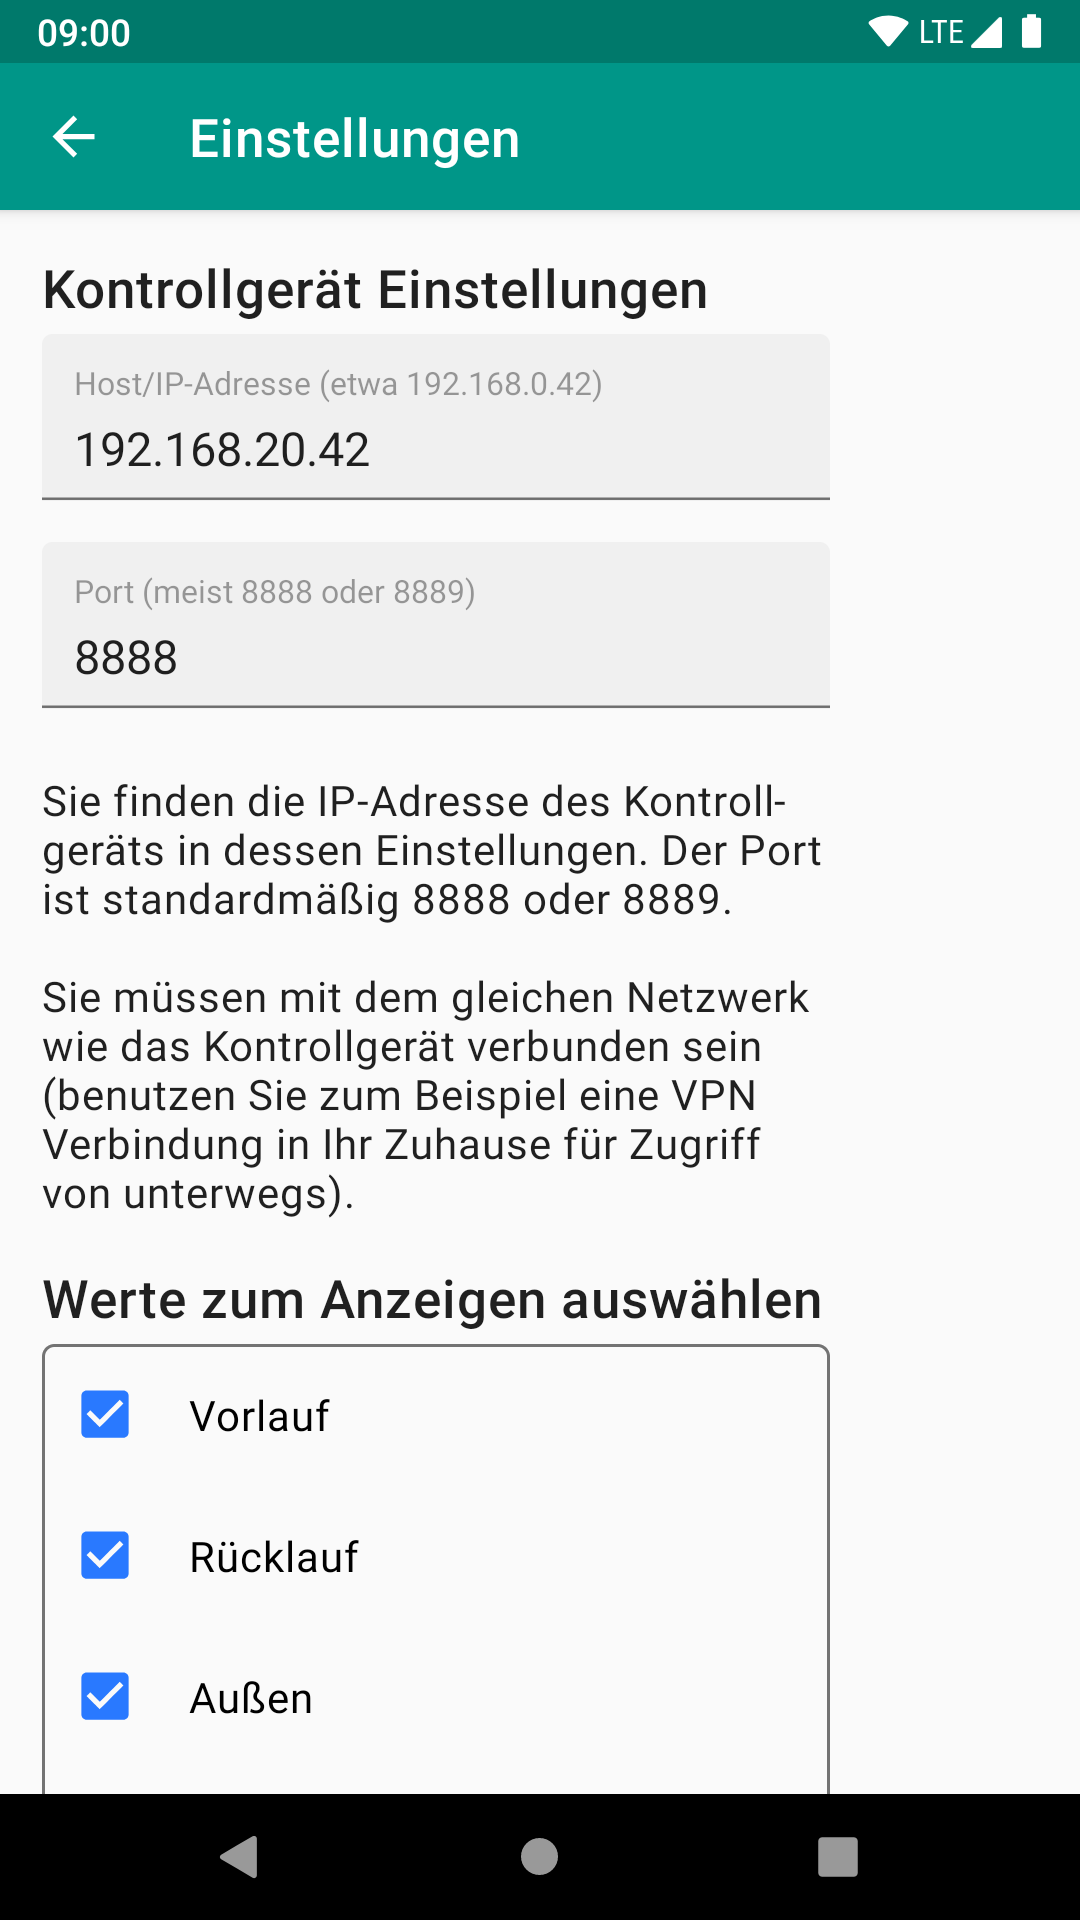 09:00 LTE
Einstellungen
Kontrollgerät Einstellungen
Host/IP-Adresse (etwa 192.168.0.42)
192.168.20.42
Port (meist 8888 oder 8889)
8888
Sie finden die IP-Adresse des Kontroll-
geräts in dessen Einstellungen. Der Port
ist standardmäßig 8888 oder 8889.
Sie müssen mit dem gleichen Netzwerk
wie das Kontrollgerät verbunden sein
(benutzen Sie zum Beispiel eine VPN
Verbindung in Ihr Zuhause für Zugriff
von unterwegs).
Werte zum Anzeigen auswählen
Vorlauf
Rücklauf
Außen